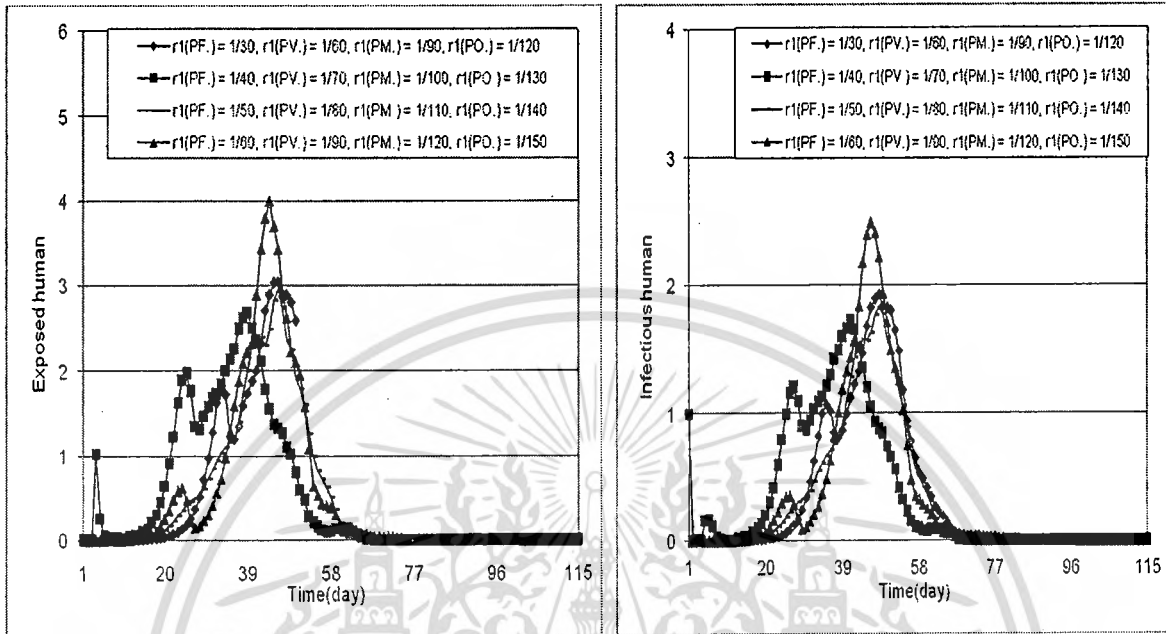 6
5
4
3
2
1
0
Exposed human
r1(PF.) = 1/30, r1(PV.) = 1/60, r1(PM.) = 1/90, r1(PO.) = 1/120
r1(PF.) = 1/40, r1(PV.) = 1/70, r1(PM.) = 1/100, r1(PO.) = 1/130
r1(PF.) = 1/50, r1(PV.) = 1/80, r1(PM.) = 1/110, r1(PO.) = 1/140
r1(PF.) = 1/60, r1(PV.) = 1/90, r1(PM.) = 1/120, r1(PO.) = 1/150
1 20 39 58 77 96 115
Time(day)
4
3
2
1
0
Infectious human
r1(PF.) = 1/30, r1(PV.) = 1/60, r1(PM.) = 1/90, r1(PO.) = 1/120
r1(PF.) = 1/40, r1(PV.) = 1/70, r1(PM.) = 1/100, r1(PO.) = 1/130
r1(PF.) = 1/50, r1(PV.) = 1/80, r1(PM.) = 1/110, r1(PO.) = 1/140
r1(PF.) = 1/60, r1(PV.) = 1/90, r1(PM.) = 1/120, r1(PO.) = 1/150
1 20 39 58 77 96 115
Time(day)